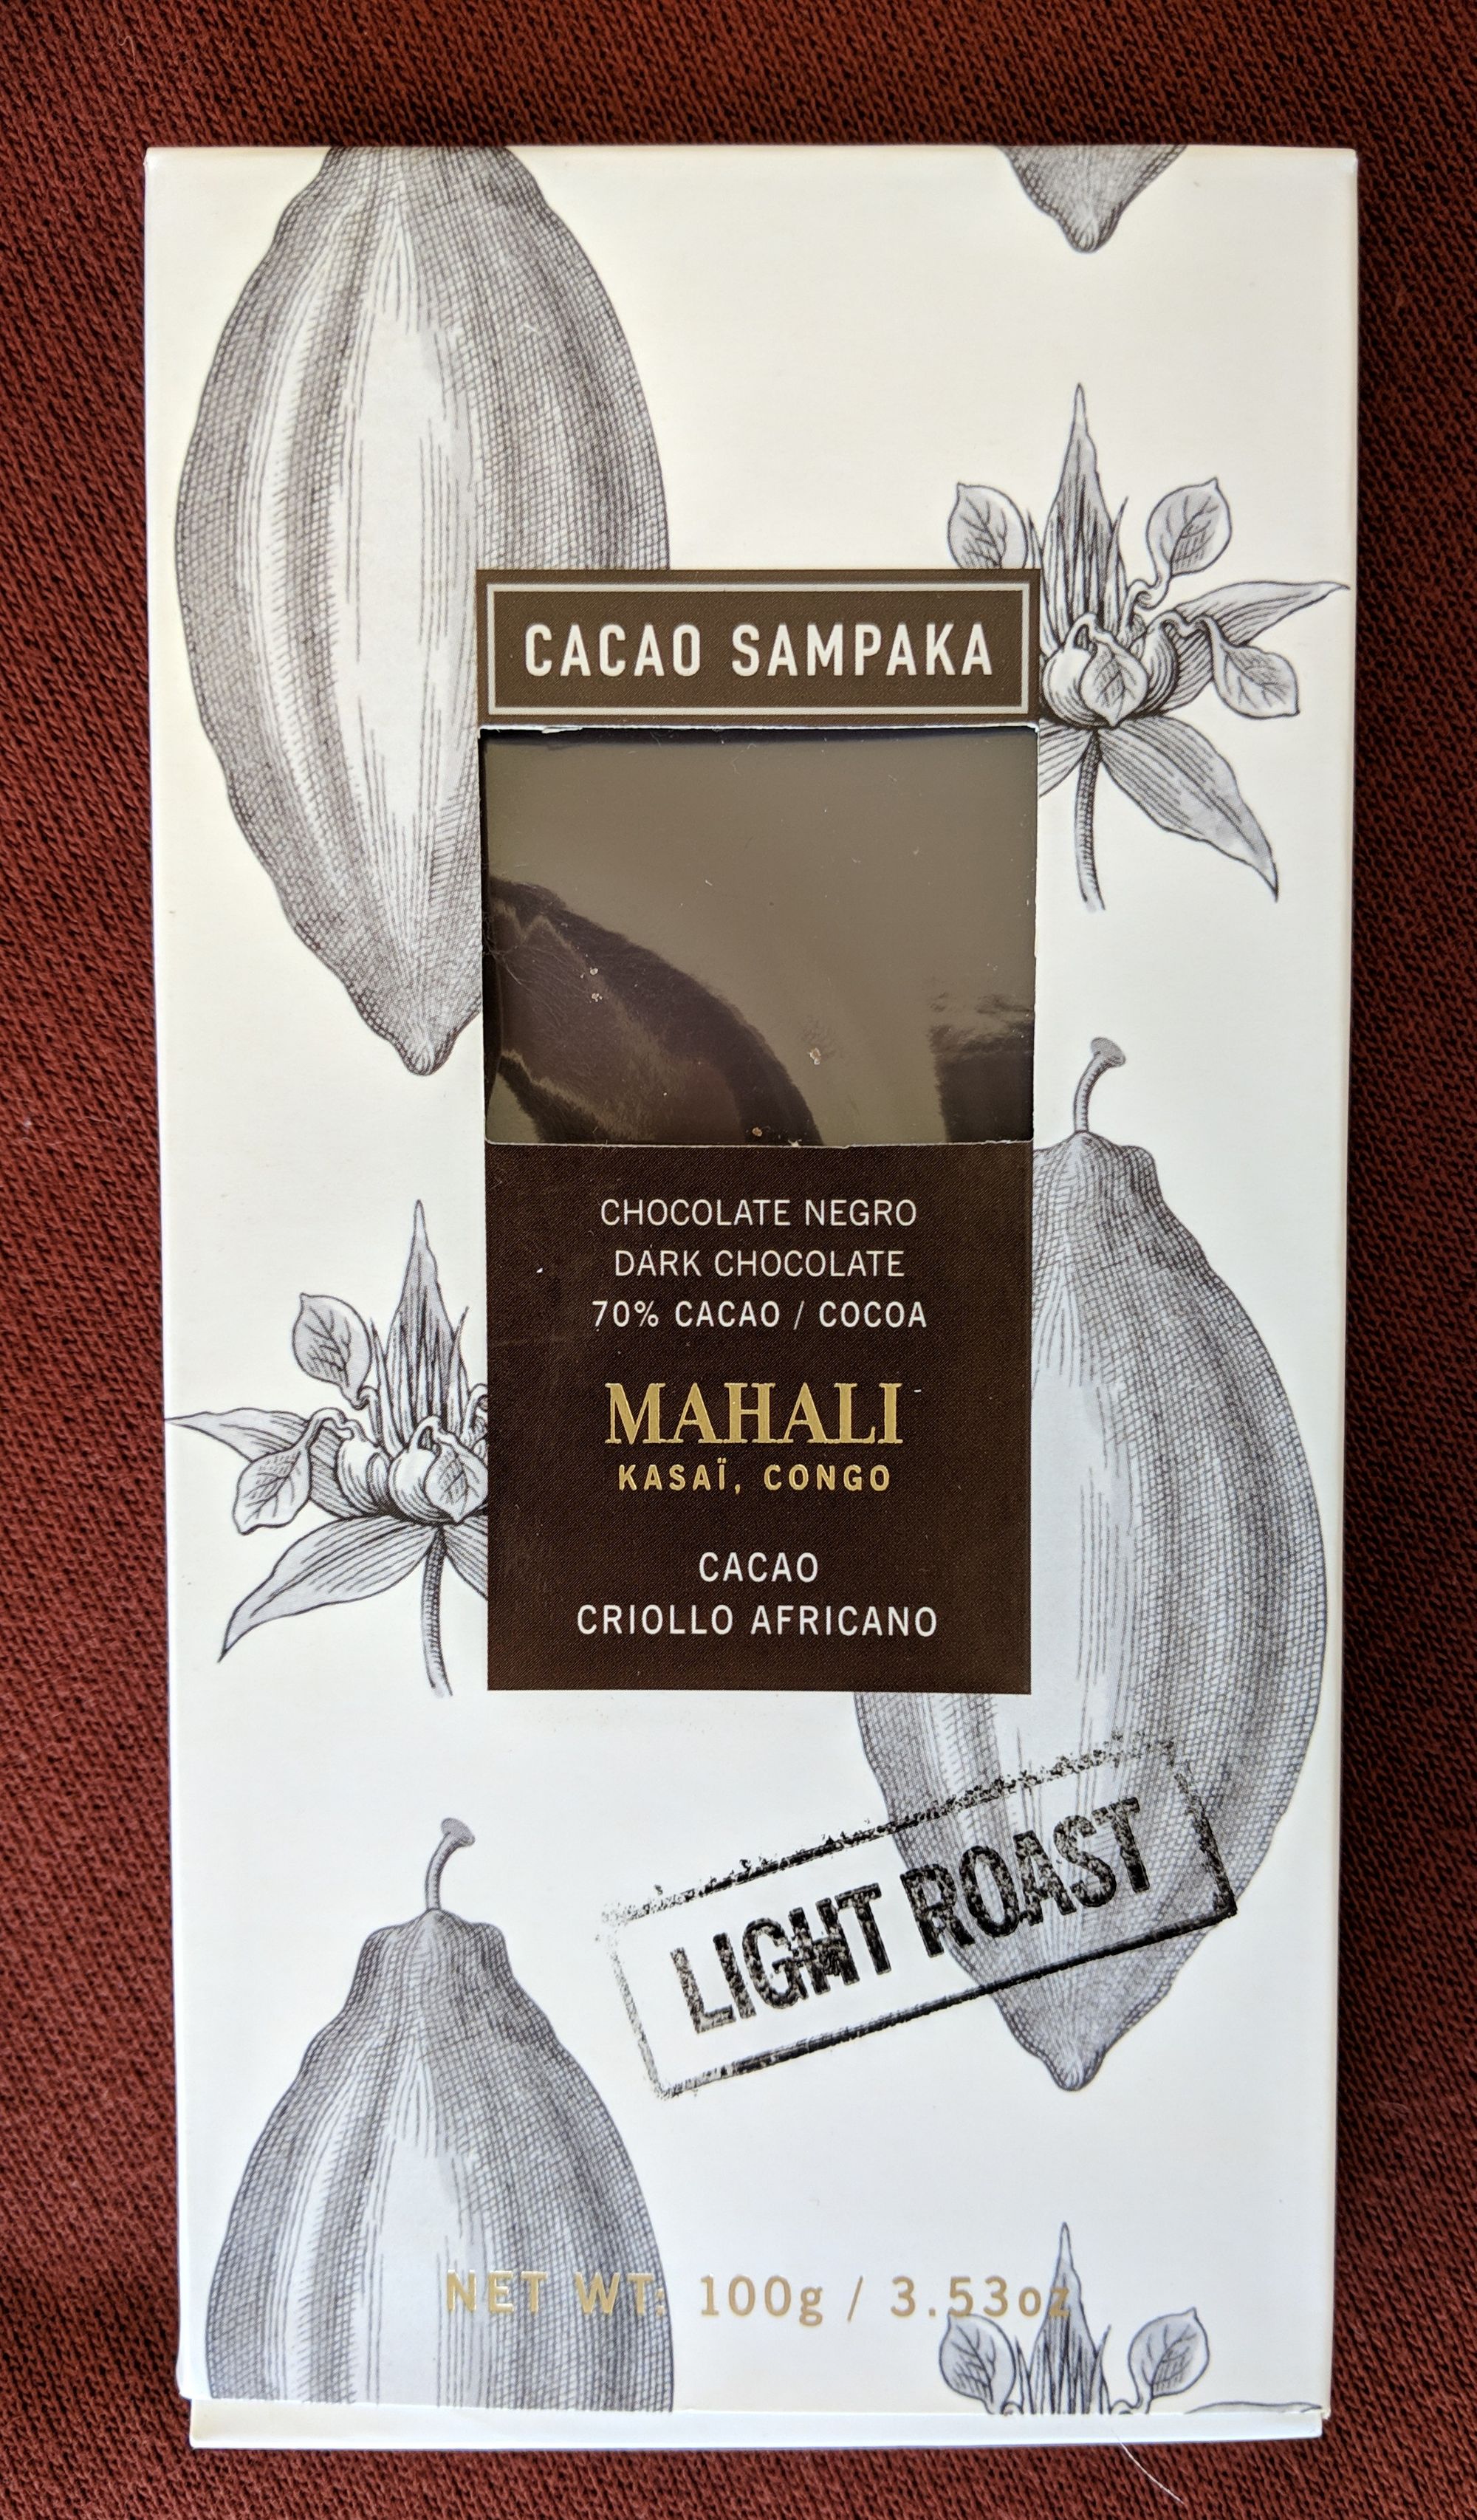 CACAO SAMPAKA
CHOCOLATE NEGRO
DARK CHOCOLATE
70% CACAO / COCOA
MAHALI
KASAÏ, CONGO
CACAO
CRIOLLO AFRICANO
LIGHT ROAST
NET WT: 100g / 3.53oz